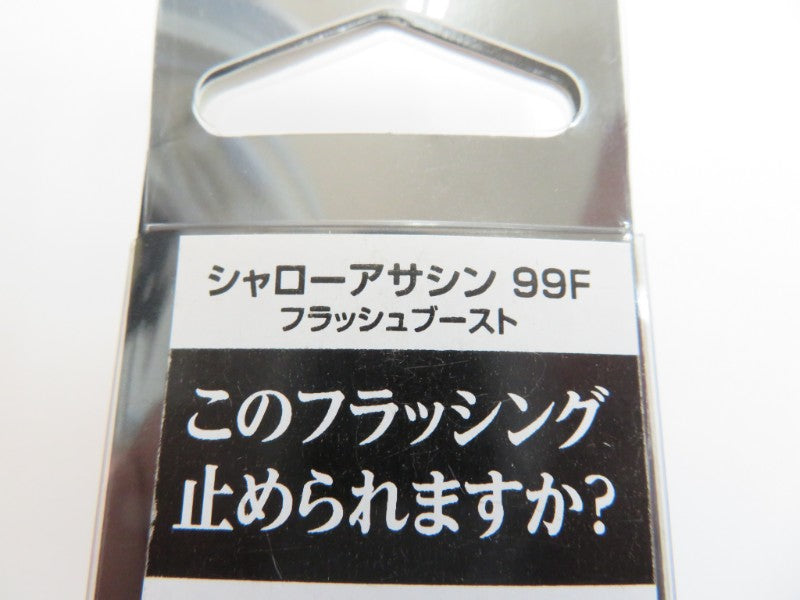 シャローアサシン 99F
フラッシュブースト
このフラッシング
止められますか?